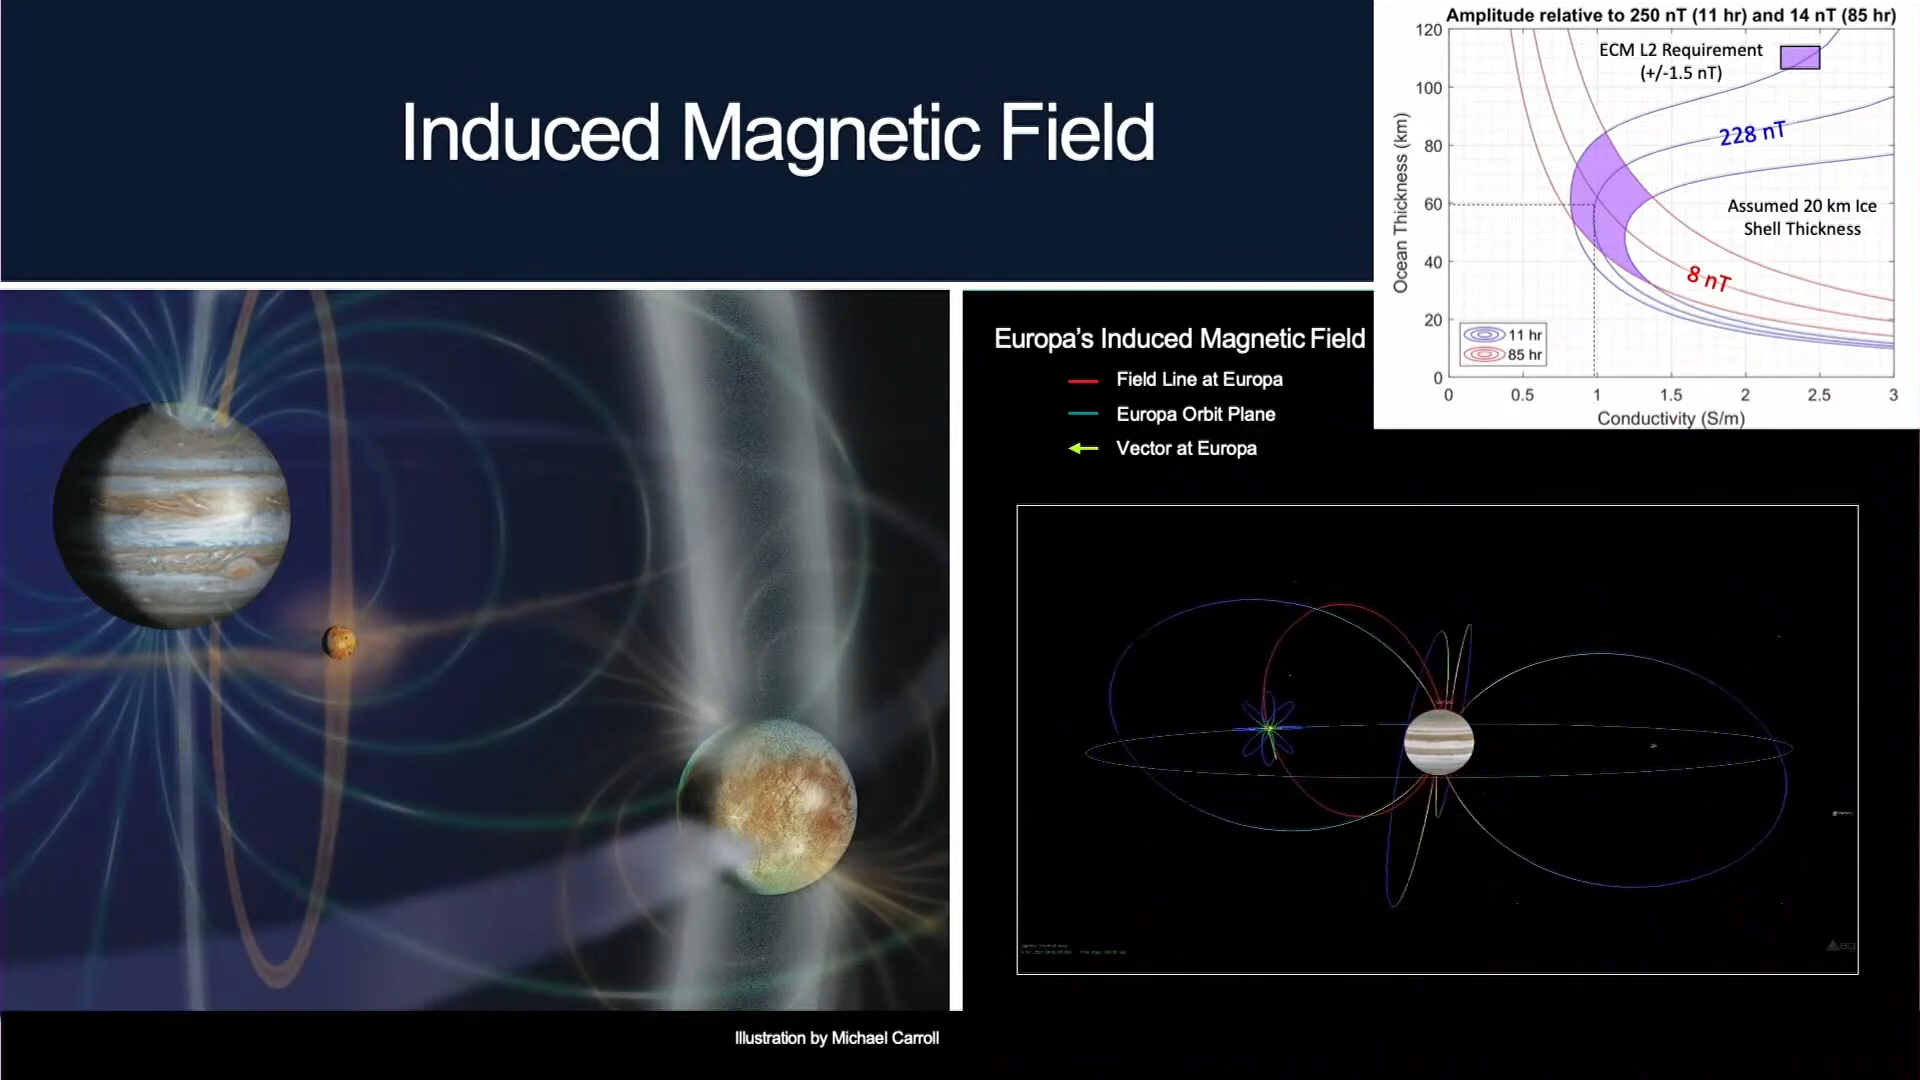 Induced Magnetic Field
Amplitude relative to 250 nT (11 hr) and 14 nT (85 hr)
ECM L2 Requirement
(+/-1.5 nT)
228 nT
Assumed 20 km Ice
Shell Thickness
8 nT
11 hr
85 hr
Ocean Thickness (km)
120
100
80
60
40
20
0
0 0.5 1 1.5 2 2.5 3
Conductivity (S/m)
Europa's Induced Magnetic Field
Field Line at Europa
Europa Orbit Plane
Vector at Europa
Illustration by Michael Carroll